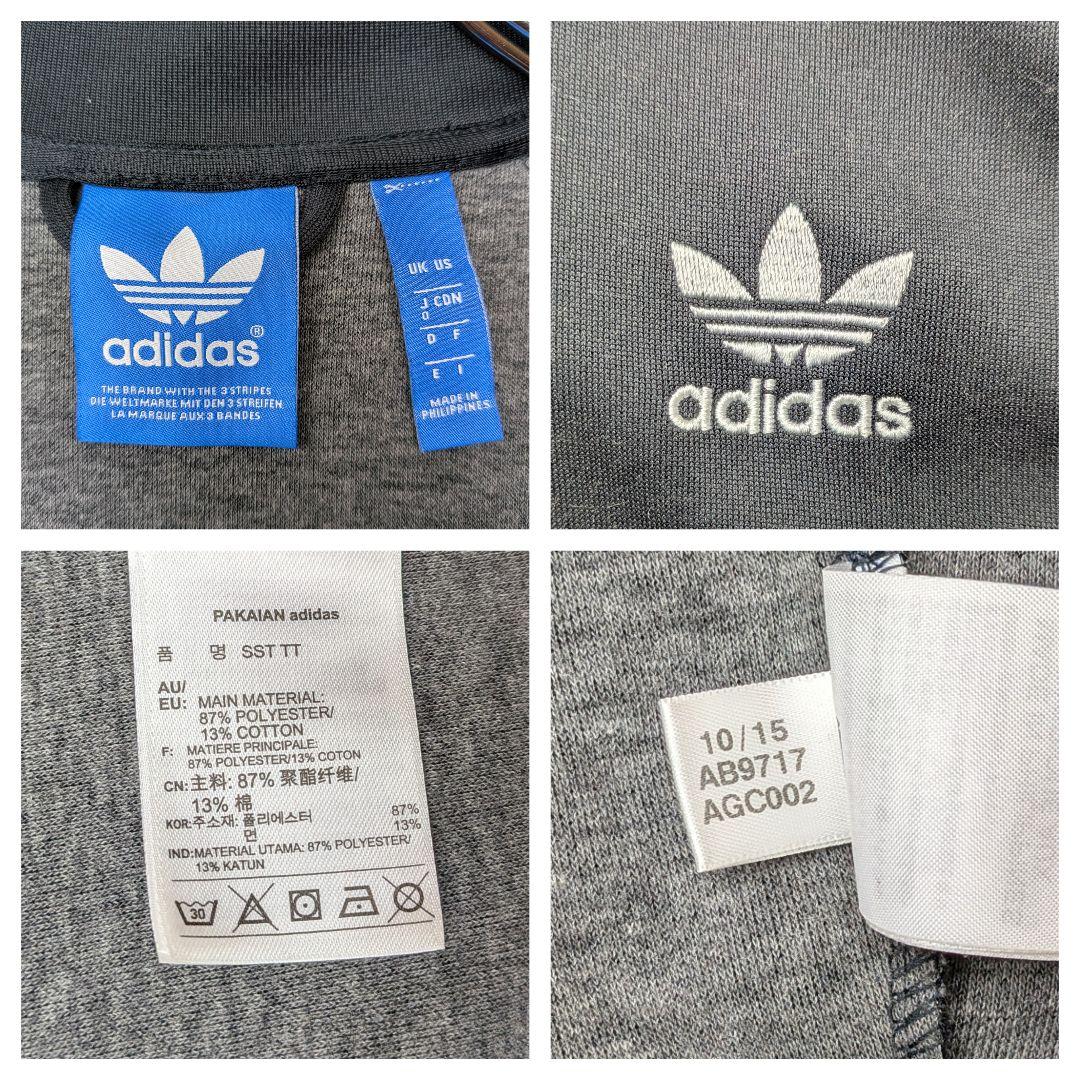 adidas®
THE BRAND WITH THE 3 STRIPES
DIE WELTMARKE MIT DEN 3 STREIFEN
LA MARQUE AUX 3 BANDES
UK US
J/O CDN
D F
E I
MADE IN
PHILIPPINES
adidas
PAKAIAN adidas
품 명 SST TT
AU/
EU: MAIN MATERIAL:
87% POLYESTER/
13% COTTON
F: MATIERE PRINCIPALE:
87% POLYESTER/13% COTON
CN:主料: 87% 聚酯纤维/
13% 棉
KOR:주소재: 폴리에스터 87%
면 13%
IND:MATERIAL UTAMA: 87% POLYESTER/
13% KATUN
30
10/15
AB9717
AGC002